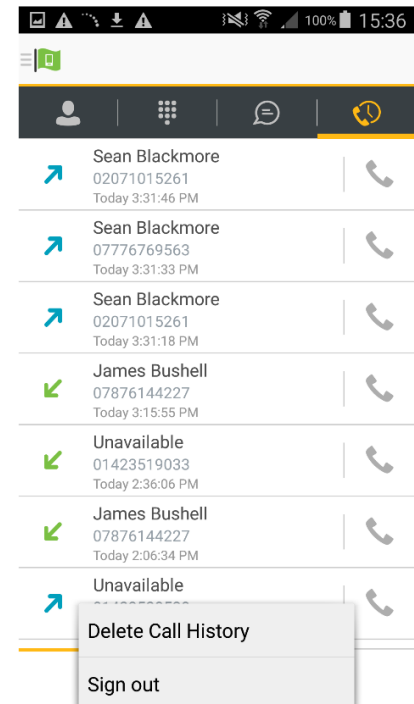 100% 15:36
Sean Blackmore
02071015261
Today 3:31:46 PM
Sean Blackmore
07776769563
Today 3:31:33 PM
Sean Blackmore
02071015261
Today 3:31:18 PM
James Bushell
07876144227
Today 3:15:55 PM
Unavailable
01423519033
Today 2:36:06 PM
James Bushell
07876144227
Today 2:06:34 PM
Unavailable
Delete Call History
Sign out